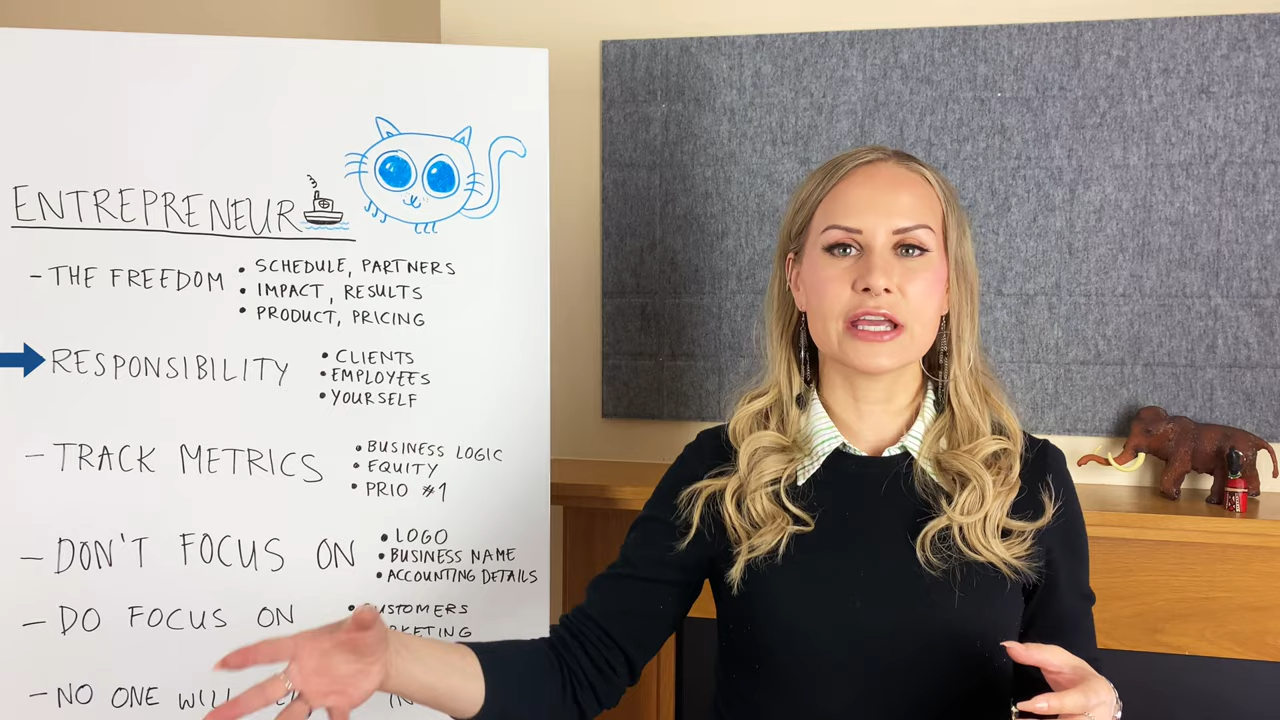 ENTREPRENEUR
- THE FREEDOM
• SCHEDULE, PARTNERS
• IMPACT, RESULTS
• PRODUCT, PRICING
RESPONSIBILITY
• CLIENTS
• EMPLOYEES
• YOURSELF
- TRACK METRICS
• BUSINESS LOGIC
• EQUITY
• PRIO #1
- DON'T FOCUS ON
• LOGO
• BUSINESS NAME
• ACCOUNTING DETAILS
- DO FOCUS ON
- NO ONE